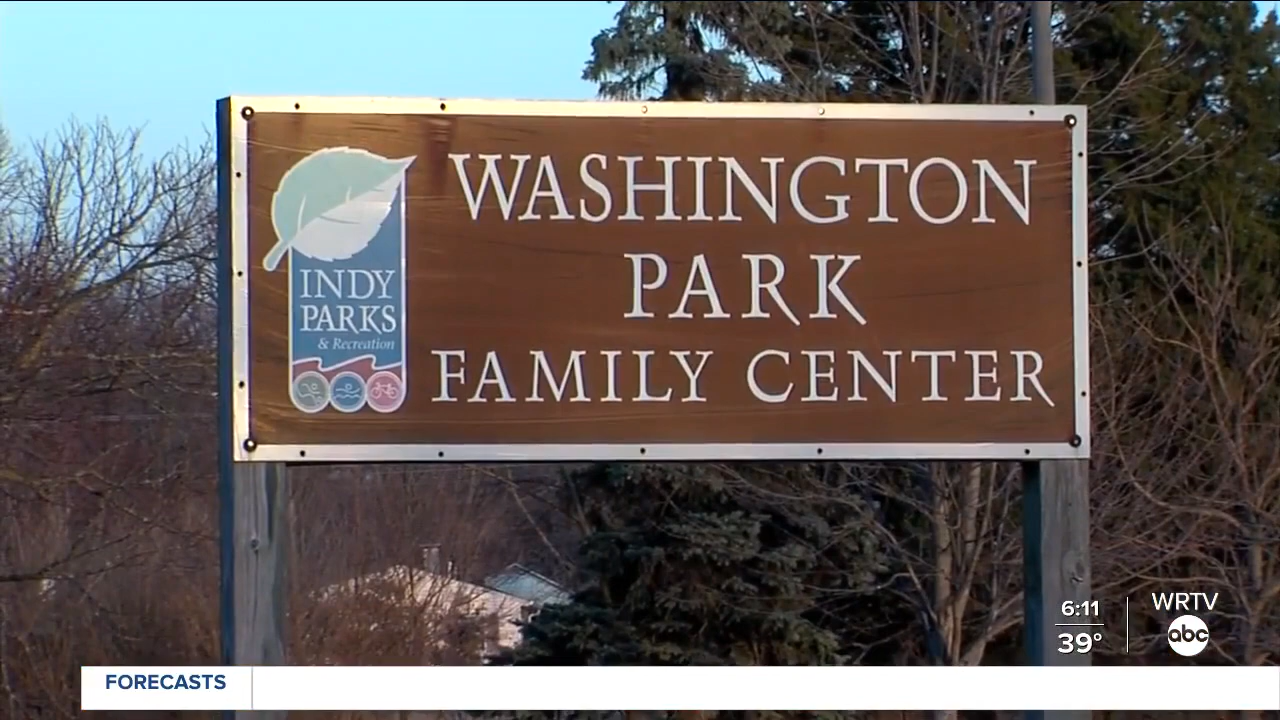 WASHINGTON
PARK
FAMILY CENTER
INDY
PARKS
& Recreation
6:11
39°
WRTV
abc
FORECASTS